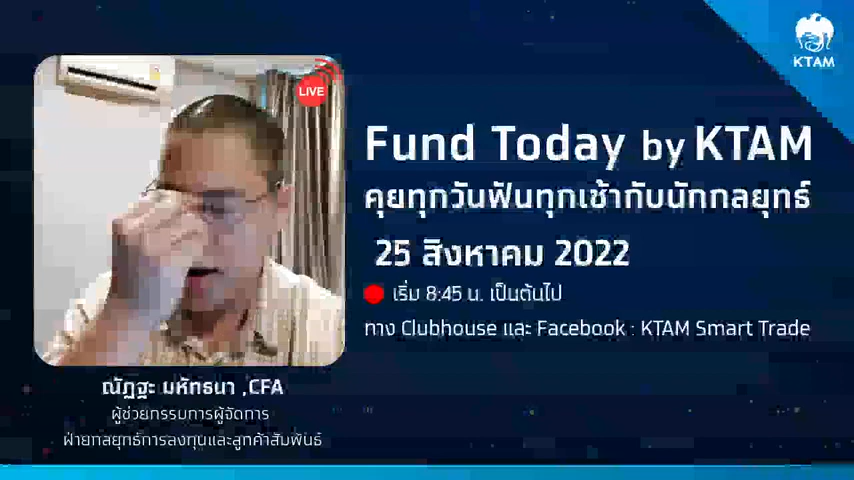 KTAM
LIVE
Fund Today by KTAM
คุยทุกวันฟันทุกเช้ากับนักกลยุทธ์
25 สิงหาคม 2022
เริ่ม 8:45 น. เป็นต้นไป
ทาง Clubhouse และ Facebook : KTAM Smart Trade
ณัฏฐะ มหัทธนา ,CFA
ผู้ช่วยกรรมการผู้จัดการ
ฝ่ายกลยุทธ์การลงทุนและลูกค้าสัมพันธ์